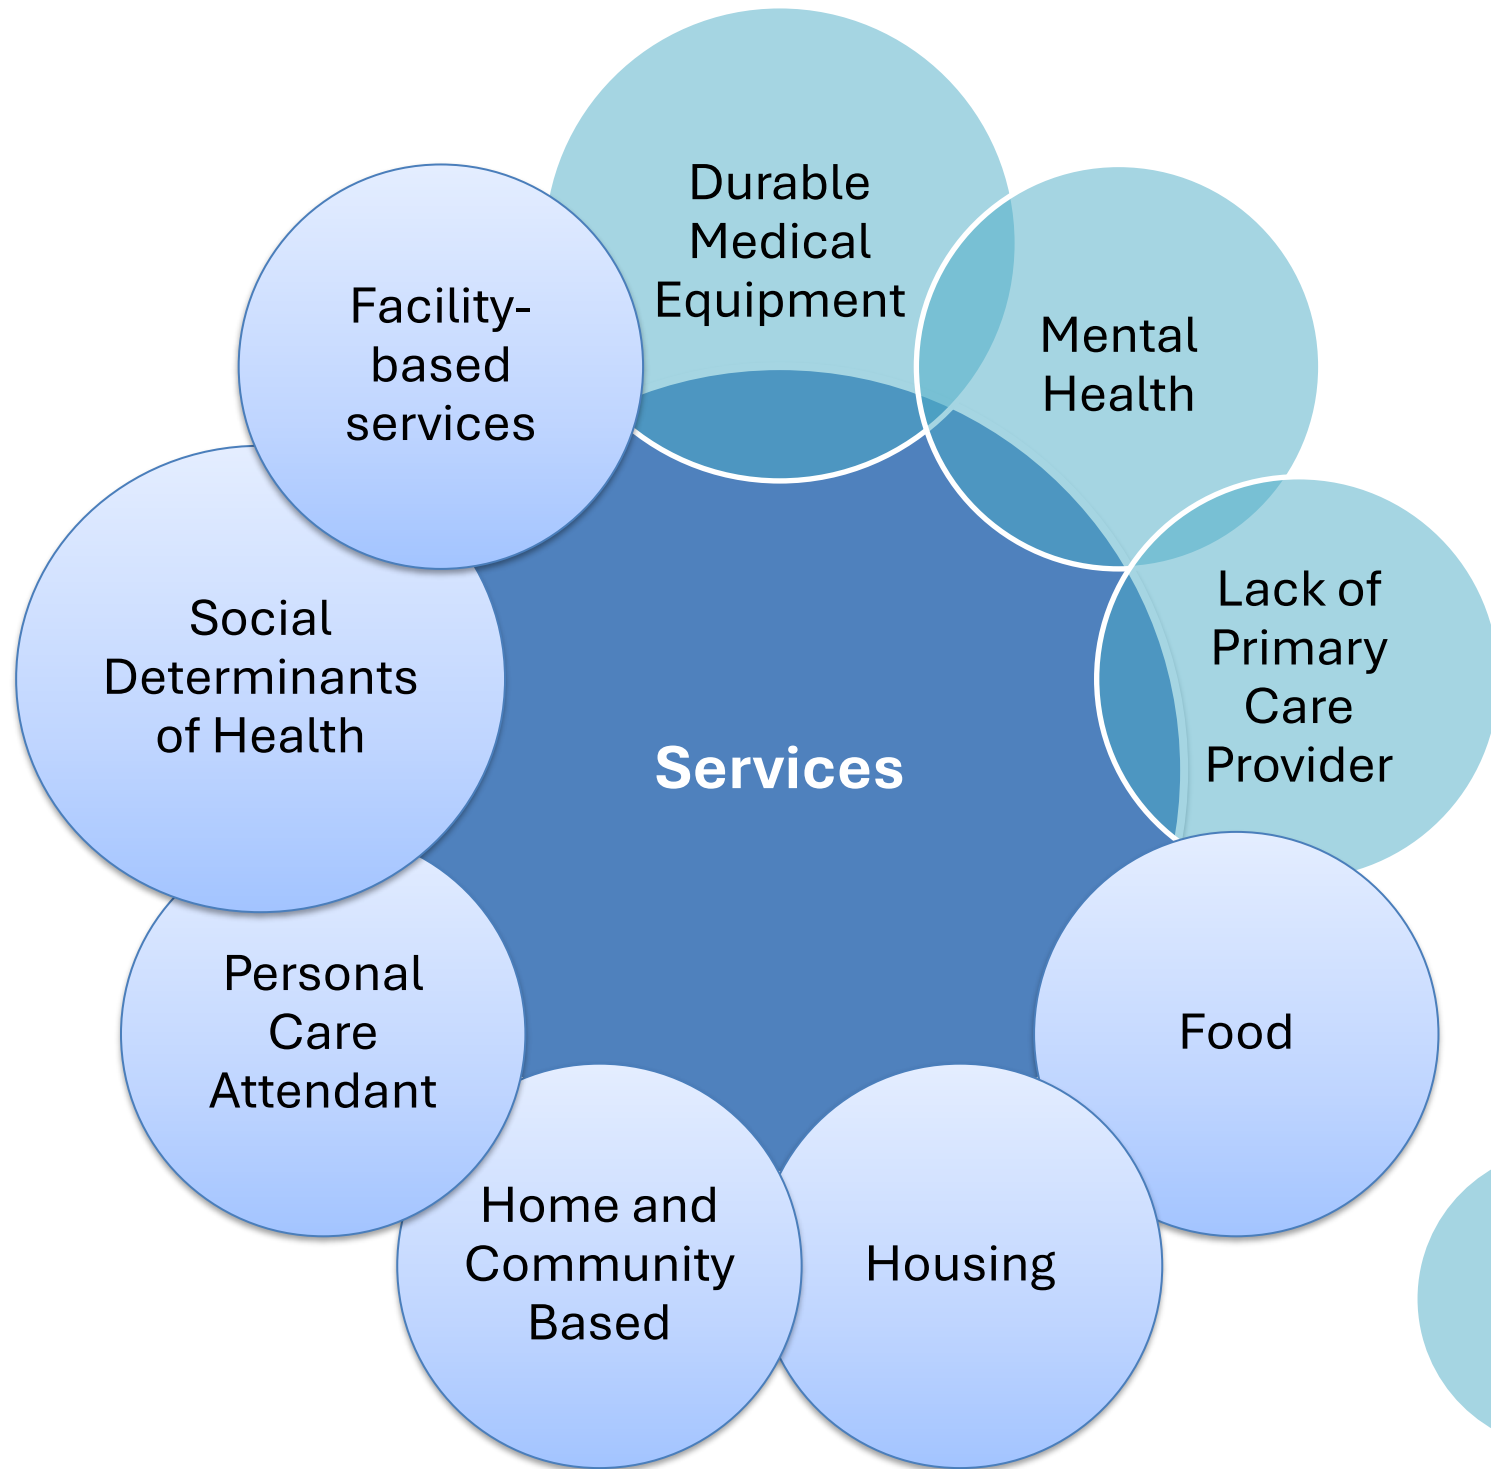 Durable
Medical
Equipment
Mental
Health
Lack of
Primary
Care
Provider
Food
Housing
Home and
Community
Based
Personal
Care
Attendant
Social
Determinants
of Health
Facility-
based
services
Services